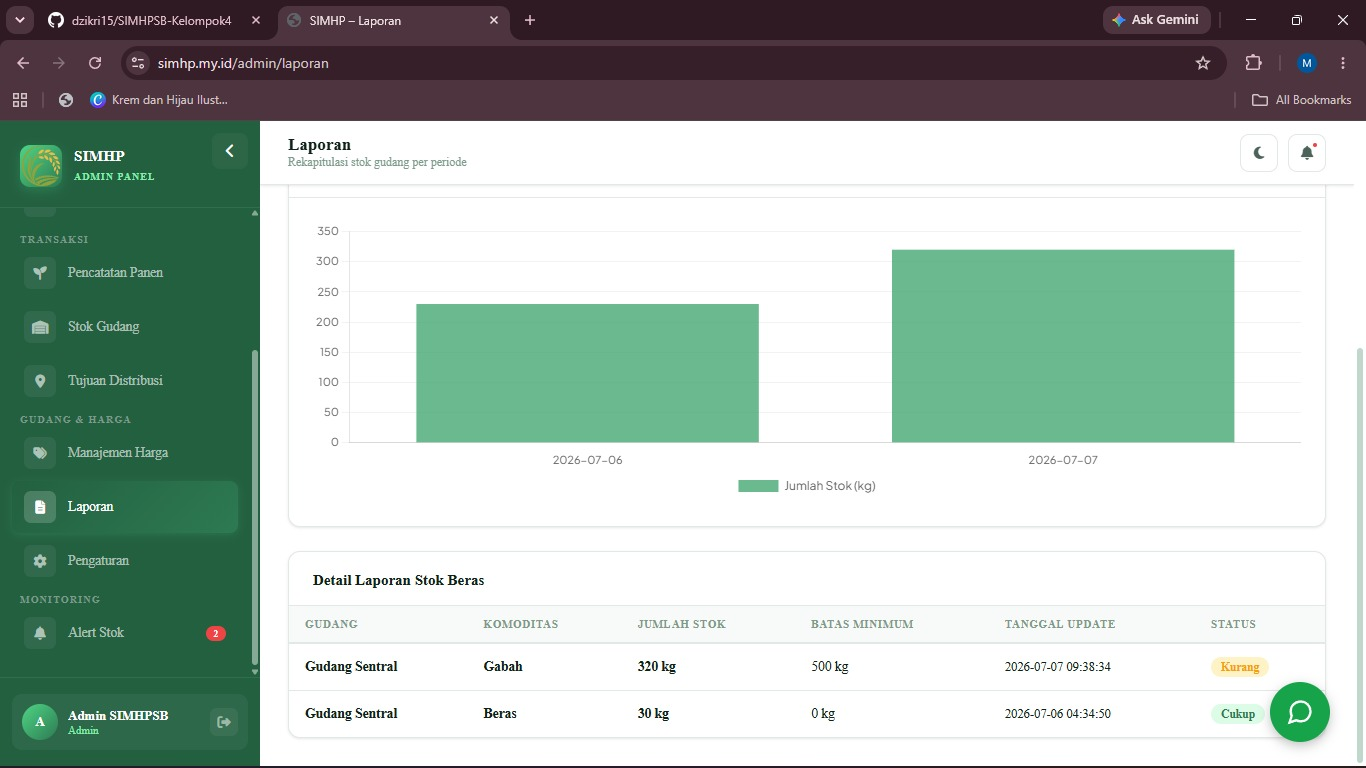 dzikri15/SIMHPSB-Kelompok4
SIMHP – Laporan
Ask Gemini
simhp.my.id/admin/laporan
M
Krem dan Hijau Ilust...
All Bookmarks
SIMHP
ADMIN PANEL
TRANSAKSI
Pencatatan Panen
Stok Gudang
Tujuan Distribusi
GUDANG & HARGA
Manajemen Harga
Laporan
Pengaturan
MONITORING
Alert Stok 2
A
Admin SIMHPSB
Admin
Laporan
Rekapitulasi stok gudang per periode
350
300
250
200
150
100
50
0
2026-07-06 2026-07-07
Jumlah Stok (kg)
Detail Laporan Stok Beras
GUDANG KOMODITAS JUMLAH STOK BATAS MINIMUM TANGGAL UPDATE STATUS
Gudang Sentral Gabah 320 kg 500 kg 2026-07-07 09:38:34 Kurang
Gudang Sentral Beras 30 kg 0 kg 2026-07-06 04:34:50 Cukup